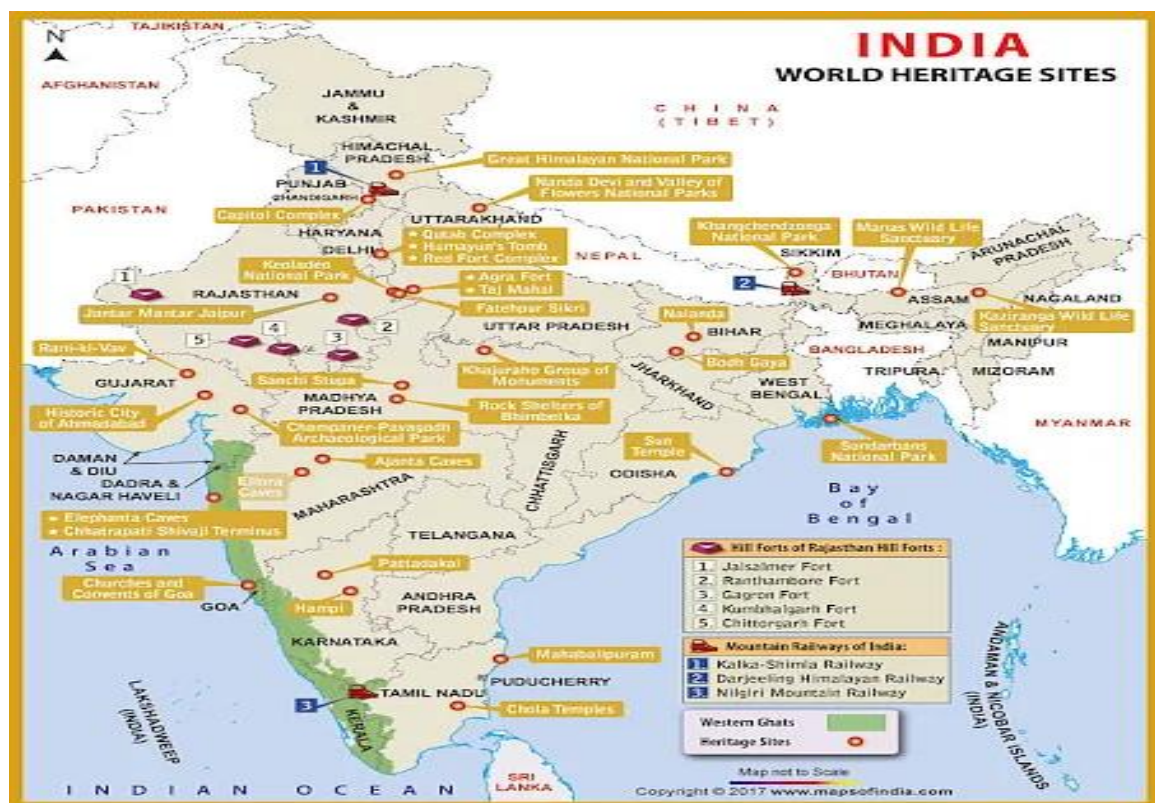 INDIA
WORLD HERITAGE SITES
N
TAJIKISTAN
AFGHANISTAN
JAMMU
&
KASHMIR
CHINA
(TIBET)
HIMACHAL
PRADESH
1
Great Himalayan National Park
PUNJAB
CHANDIGARH
Nanda Devi and Valley of
Flowers National Parks
PAKISTAN
Capitol Complex
UTTARAKHAND
HARYANA
DELHI
★ Qutab Complex
★ Humayun's Tomb
★ Red Fort Complex
NEPAL
Khangchendzonga
National Park
SIKKIM
Manas Wild Life
Sanctuary
ARUNACHAL
PRADESH
BHUTAN
Keoladeo
National Park
★ Agra Fort
★ Taj Mahal
1
2
RAJASTHAN
Fatehpur Sikri
ASSAM
NAGALAND
Jantar Mantar Jaipur
UTTAR PRADESH
Nalanda
BIHAR
MEGHALAYA
Kaziranga Wild Life
Sanctuary
5
4
3
2
MANIPUR
Rani-ki-Vav
Khajuraho Group of
Monuments
Bodh Gaya
BANGLADESH
GUJARAT
Sanchi Stupa
JHARKHAND
TRIPURA
MIZORAM
Historic City
of Ahmadabad
MADHYA
PRADESH
Rock Shelters of
Bhimbetka
WEST
BENGAL
Champaner-Pavagadh
Archaeological Park
MYANMAR
Sundarbans
National Park
DAMAN
& DIU
Ajanta Caves
Sun
Temple
DADRA &
NAGAR HAVELI
Ellora
Caves
MAHARASHTRA
CHHATTISGARH
ODISHA
Bay
of
Bengal
★ Elephanta Caves
★ Chhatrapati Shivaji Terminus
TELANGANA
Arabian
Sea
Pattadakal
Churches and
Convents of Goa
GOA
Hampi
ANDHRA
PRADESH
KARNATAKA
Mahabalipuram
PUDUCHERRY
TAMIL NADU
3
Chola Temples
KERALA
LAKSHADWEEP
(INDIA)
SRI
LANKA
INDIAN OCEAN
ANDAMAN & NICOBAR ISLANDS
(INDIA)
Hill Forts of Rajasthan Hill Forts :
1. Jaisalmer Fort
2. Ranthambore Fort
3. Gagron Fort
4 Kumbhalgarh Fort
5 Chittorgarh Fort
Mountain Railways of India:
1 Kalka-Shimla Railway
2 Darjeeling Himalayan Railway
3 Nilgiri Mountain Railway
Western Ghats
Heritage Sites
Map not to Scale
Copyright © 2017 www.mapsofindia.com